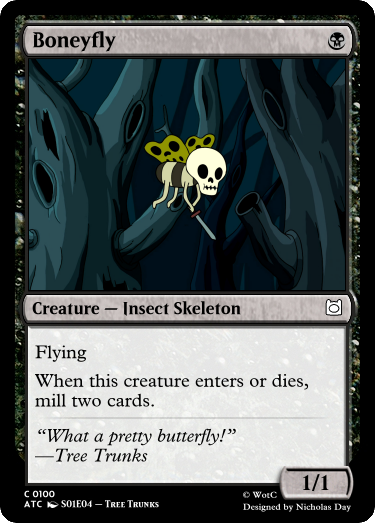 Boneyfly
Creature — Insect Skeleton
Flying
When this creature enters or dies,
mill two cards.
“What a pretty butterfly!”
—Tree Trunks
1/1
C 0100
ATC S01E04 – Tree Trunks
© WotC
Designed by Nicholas Day